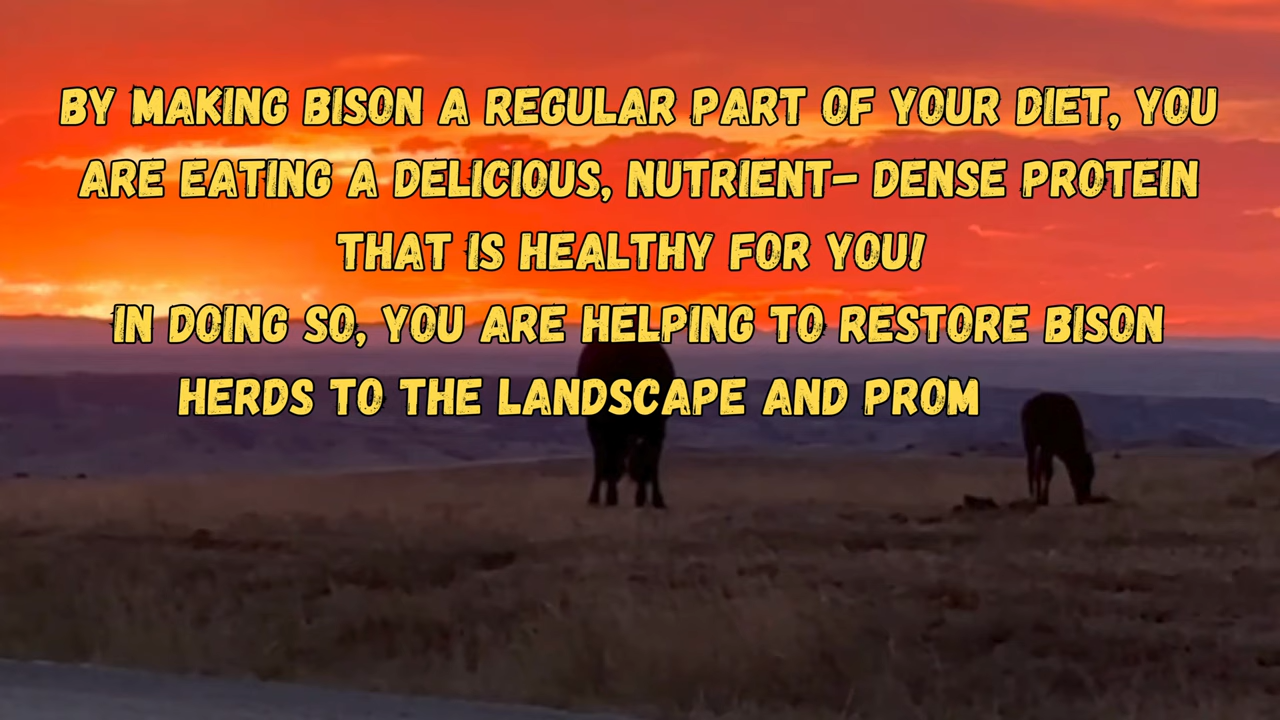 BY MAKING BISON A REGULAR PART OF YOUR DIET, YOU
ARE EATING A DELICIOUS, NUTRIENT- DENSE PROTEIN
THAT IS HEALTHY FOR YOU!
IN DOING SO, YOU ARE HELPING TO RESTORE BISON
HERDS TO THE LANDSCAPE AND PROM